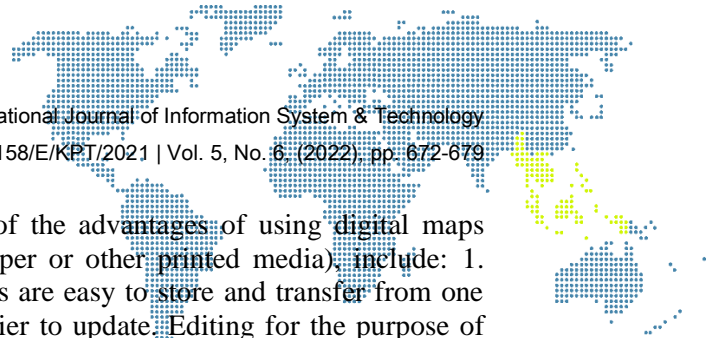 ational Journal of Information System & Technology
158/E/KPT/2021 | Vol. 5, No. 6, (2022), pp. 672-679
of the advantages of using digital maps
per or other printed media), include: 1.
s are easy to store and transfer from one
ier to update. Editing for the purpose of